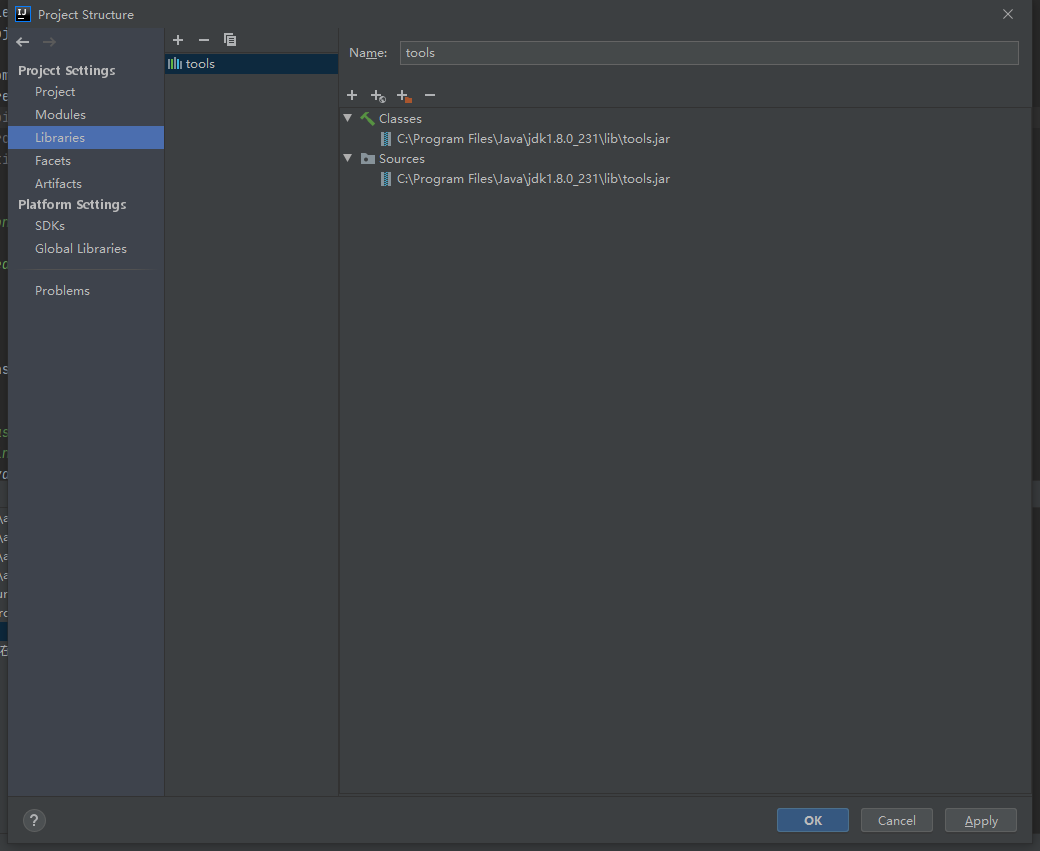 Project Structure
Project Settings
Project
Modules
Libraries
Facets
Artifacts
Platform Settings
SDKs
Global Libraries
Problems
tools
Name: tools
Classes
C:\Program Files\Java\jdk1.8.0_231\lib\tools.jar
Sources
C:\Program Files\Java\jdk1.8.0_231\lib\tools.jar
?
OK
Cancel
Apply